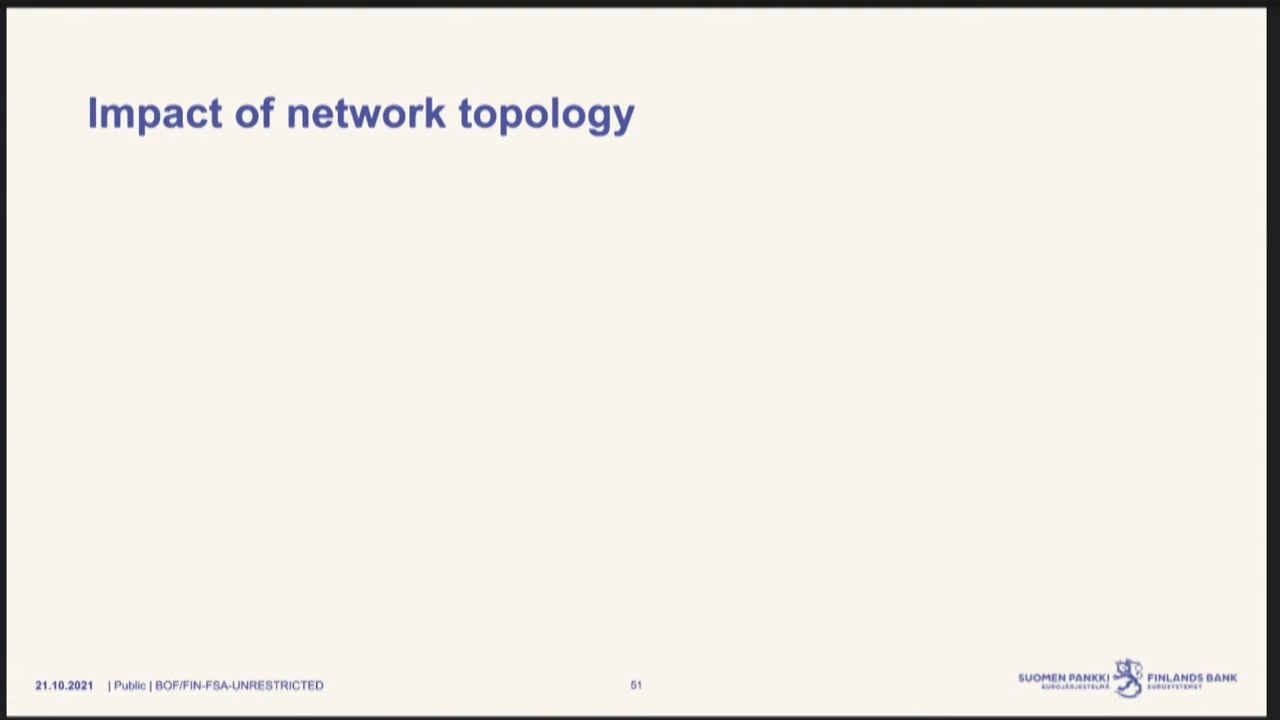 Impact of network topology
21.10.2021 | Public | BOF/FIN-FSA-UNRESTRICTED
51
SUOMEN PANKKI
EUROJÄRJESTELMÄ
FINLANDS BANK
EUROSYSTEMET